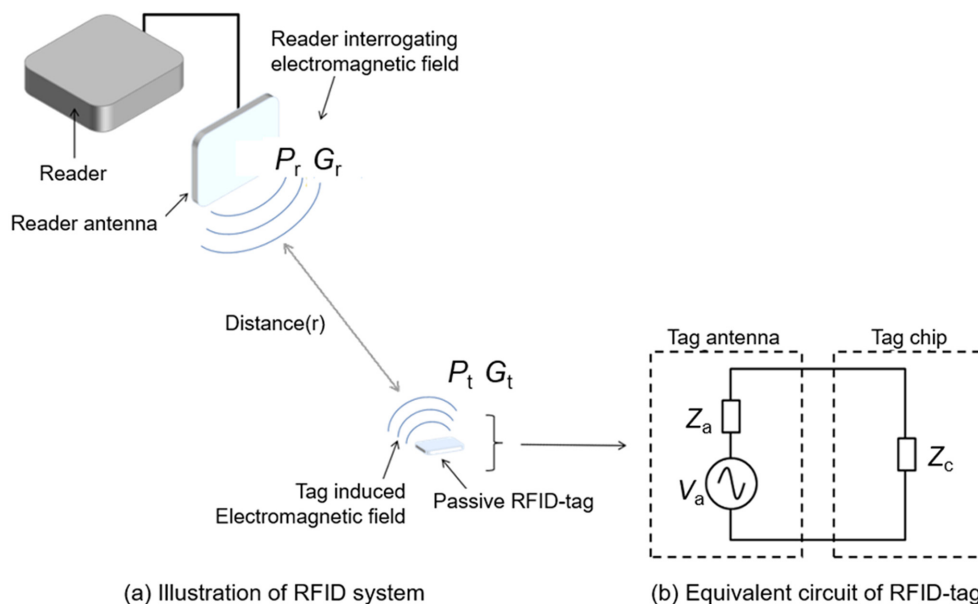 Reader interrogating
electromagnetic field
Reader
Pr Gr
Reader antenna
Distance(r)
Pt Gt
Tag induced
Electromagnetic field
Passive RFID-tag
Tag antenna
Tag chip
Za
Va
Zc
(a) Illustration of RFID system
(b) Equivalent circuit of RFID-tag